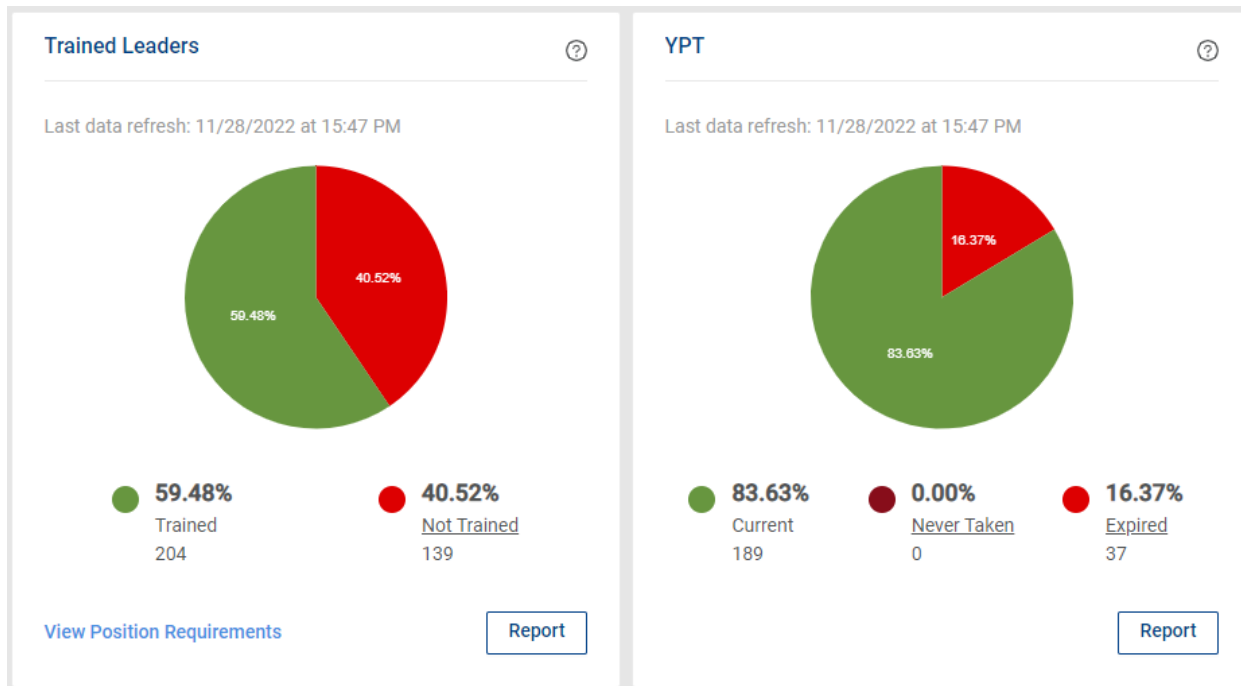 Trained Leaders
?
Last data refresh: 11/28/2022 at 15:47 PM
40.52%
59.48%
59.48%
Trained
204
40.52%
Not Trained
139
View Position Requirements
Report
YPT
?
Last data refresh: 11/28/2022 at 15:47 PM
16.37%
83.63%
83.63%
Current
189
0.00%
Never Taken
0
16.37%
Expired
37
Report